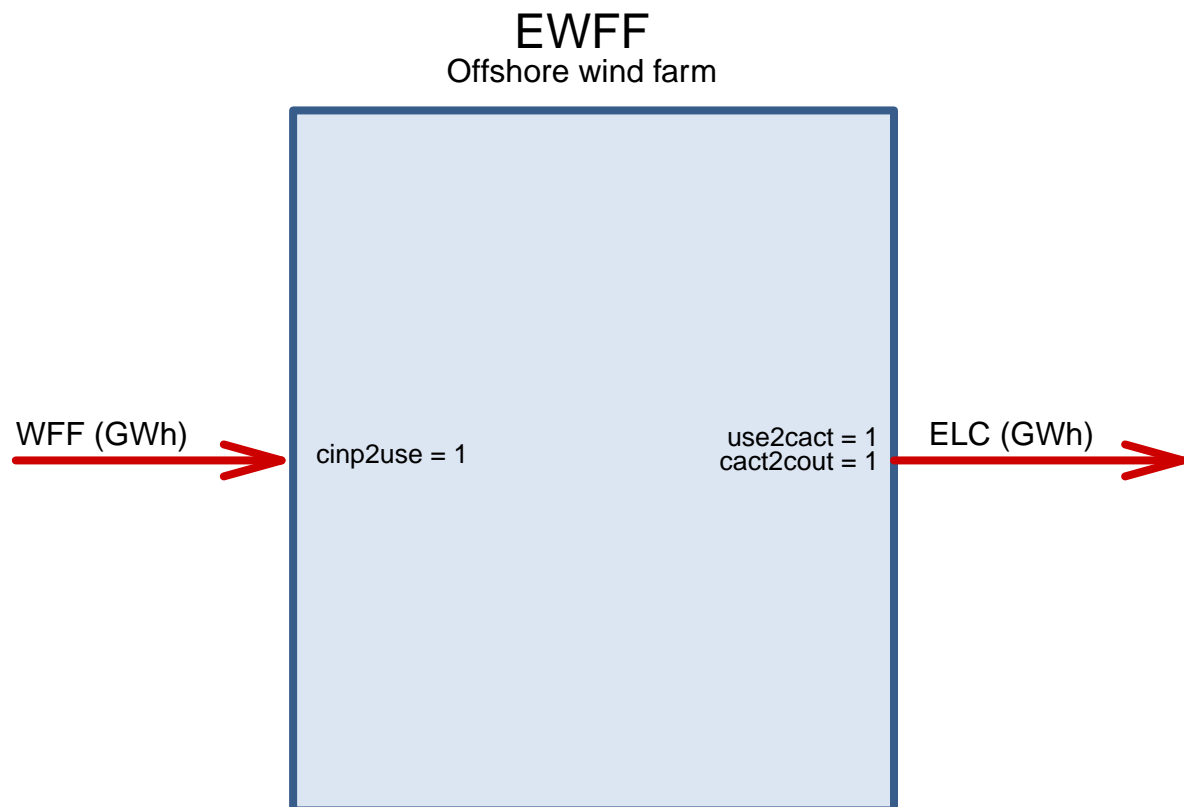 EWFF
Offshore wind farm
WFF (GWh)
cinp2use = 1
use2cact = 1
cact2cout = 1
ELC (GWh)